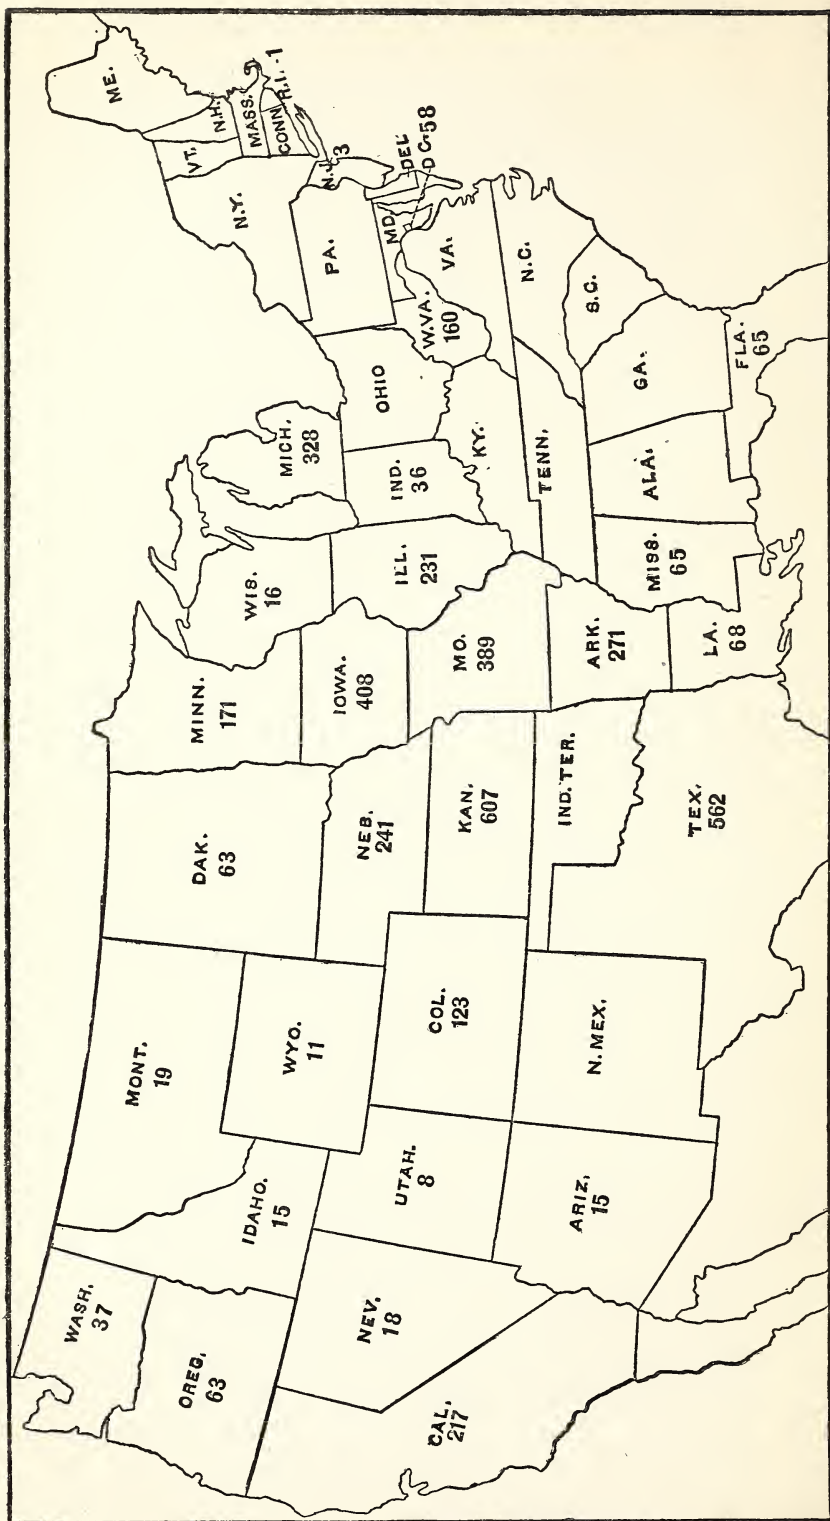 WASH.
37
OREG.
63
CAL.
217
IDAHO.
15
NEV.
18
MONT.
19
WYO.
11
UTAH.
8
ARIZ.
15
COL.
123
N. MEX.
DAK.
63
NEB.
241
KAN.
607
IND. TER.
TEX.
562
MINN.
171
IOWA.
408
MO.
389
ARK.
271
LA.
68
WIS.
16
ILL.
231
MISS.
65
MICH.
328
IND.
36
OHIO
KY.
TENN.
ALA.
GA.
FLA.
65
S.C.
N.C.
VA.
W.VA.
160
MD.
DEL
D C-58
PA.
N.J. 3
N.Y.
VT.
N.H.
MASS.
CONN
R.I.-1
ME.